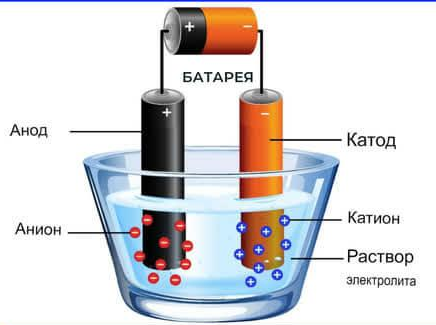 + −
БАТАРЕЯ
+ −
Анод
Катод
Анион
Катион
Раствор
электролита